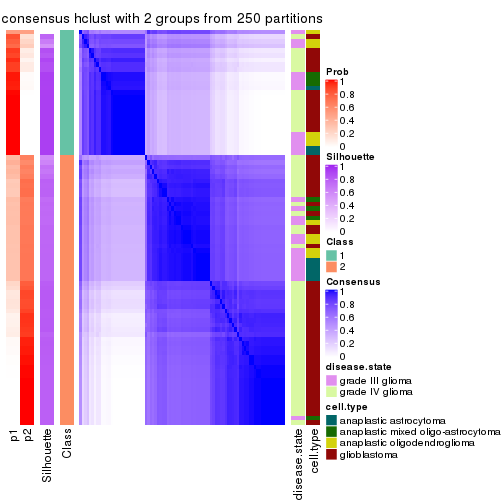 consensus hclust with 2 groups from 250 partitions
Prob
1
0.8
0.6
0.4
0.2
0
Silhouette
1
0.8
0.6
0.4
0.2
0
Class
1
2
Consensus
1
0.8
0.6
0.4
0.2
0
disease.state
grade III glioma
grade IV glioma
cell.type
anaplastic astrocytoma
anaplastic mixed oligo-astrocytoma
anaplastic oligodendroglioma
glioblastoma
p1
p2
Silhouette
Class
disease.state
cell.type